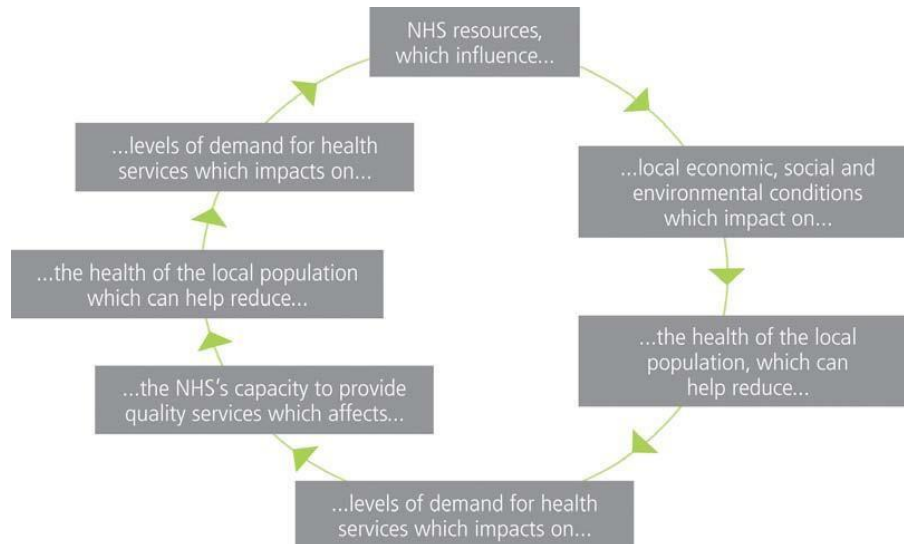 NHS resources,
which influence...
...local economic, social and
environmental conditions
which impact on...
...the health of the local
population, which can
help reduce...
...levels of demand for health
services which impacts on...
...the NHS's capacity to provide
quality services which affects...
...the health of the local population
which can help reduce...
...levels of demand for health
services which impacts on...